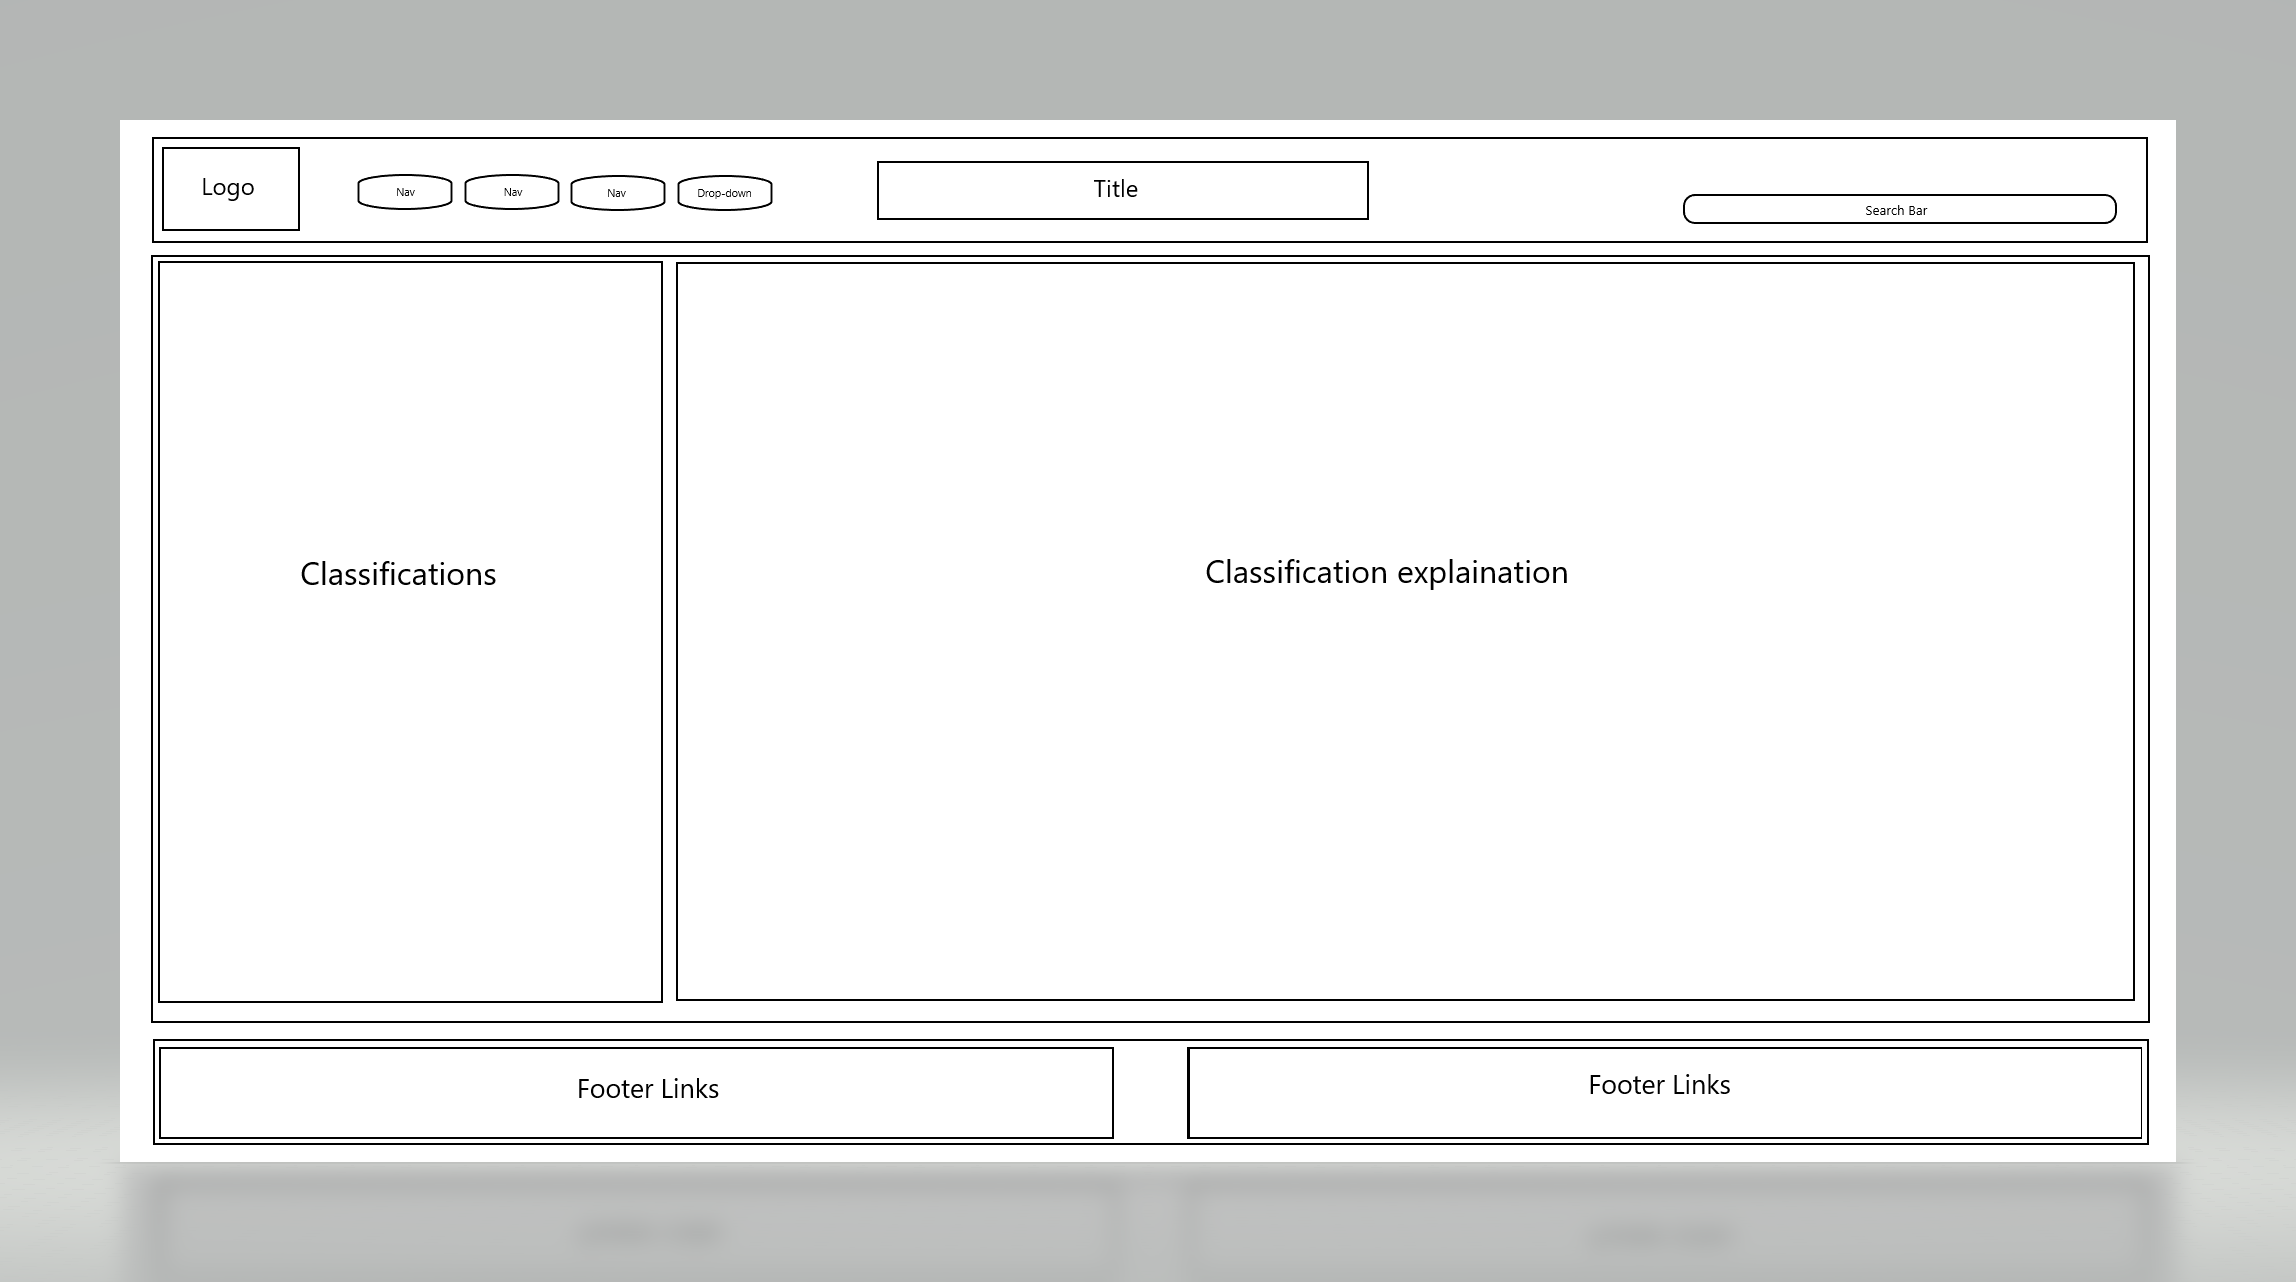 Logo
Nav
Nav
Nav
Drop-down
Title
Search Bar
Classifications
Classification explaination
Footer Links
Footer Links